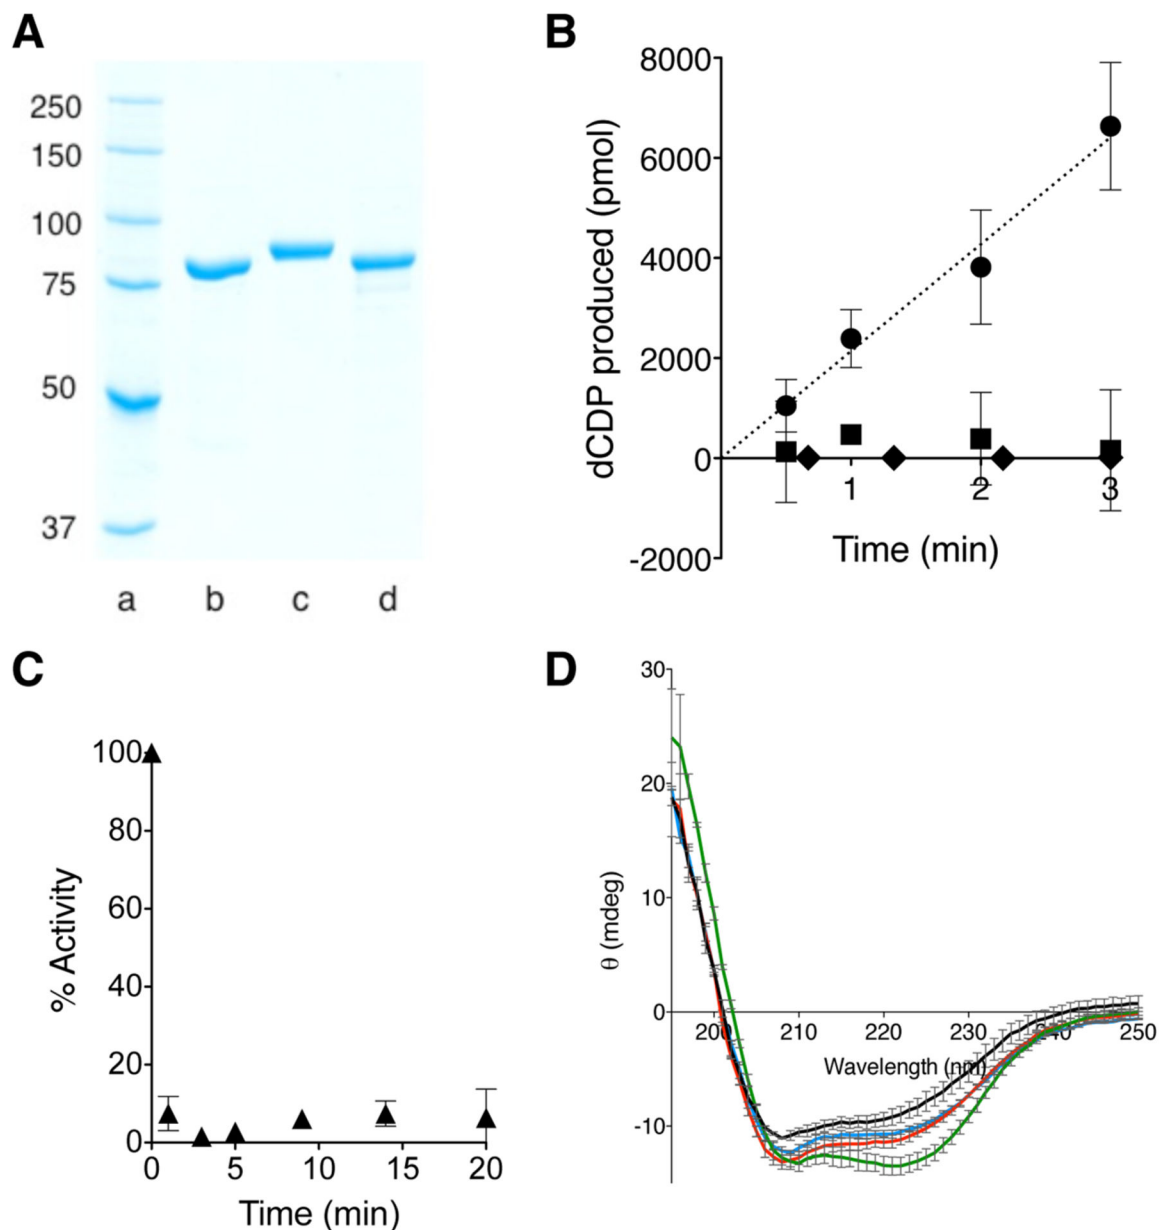 A
250
150
100
75
50
37
a b c d
B
8000
6000
4000
2000
0
-2000
dCDP produced (pmol)
1 2 3
Time (min)
C
100
80
60
40
20
0
% Activity
0 5 10 15 20
Time (min)
D
30
20
10
0
-10
θ (mdeg)
200 210 220 230 240 250
Wavelength (nm)